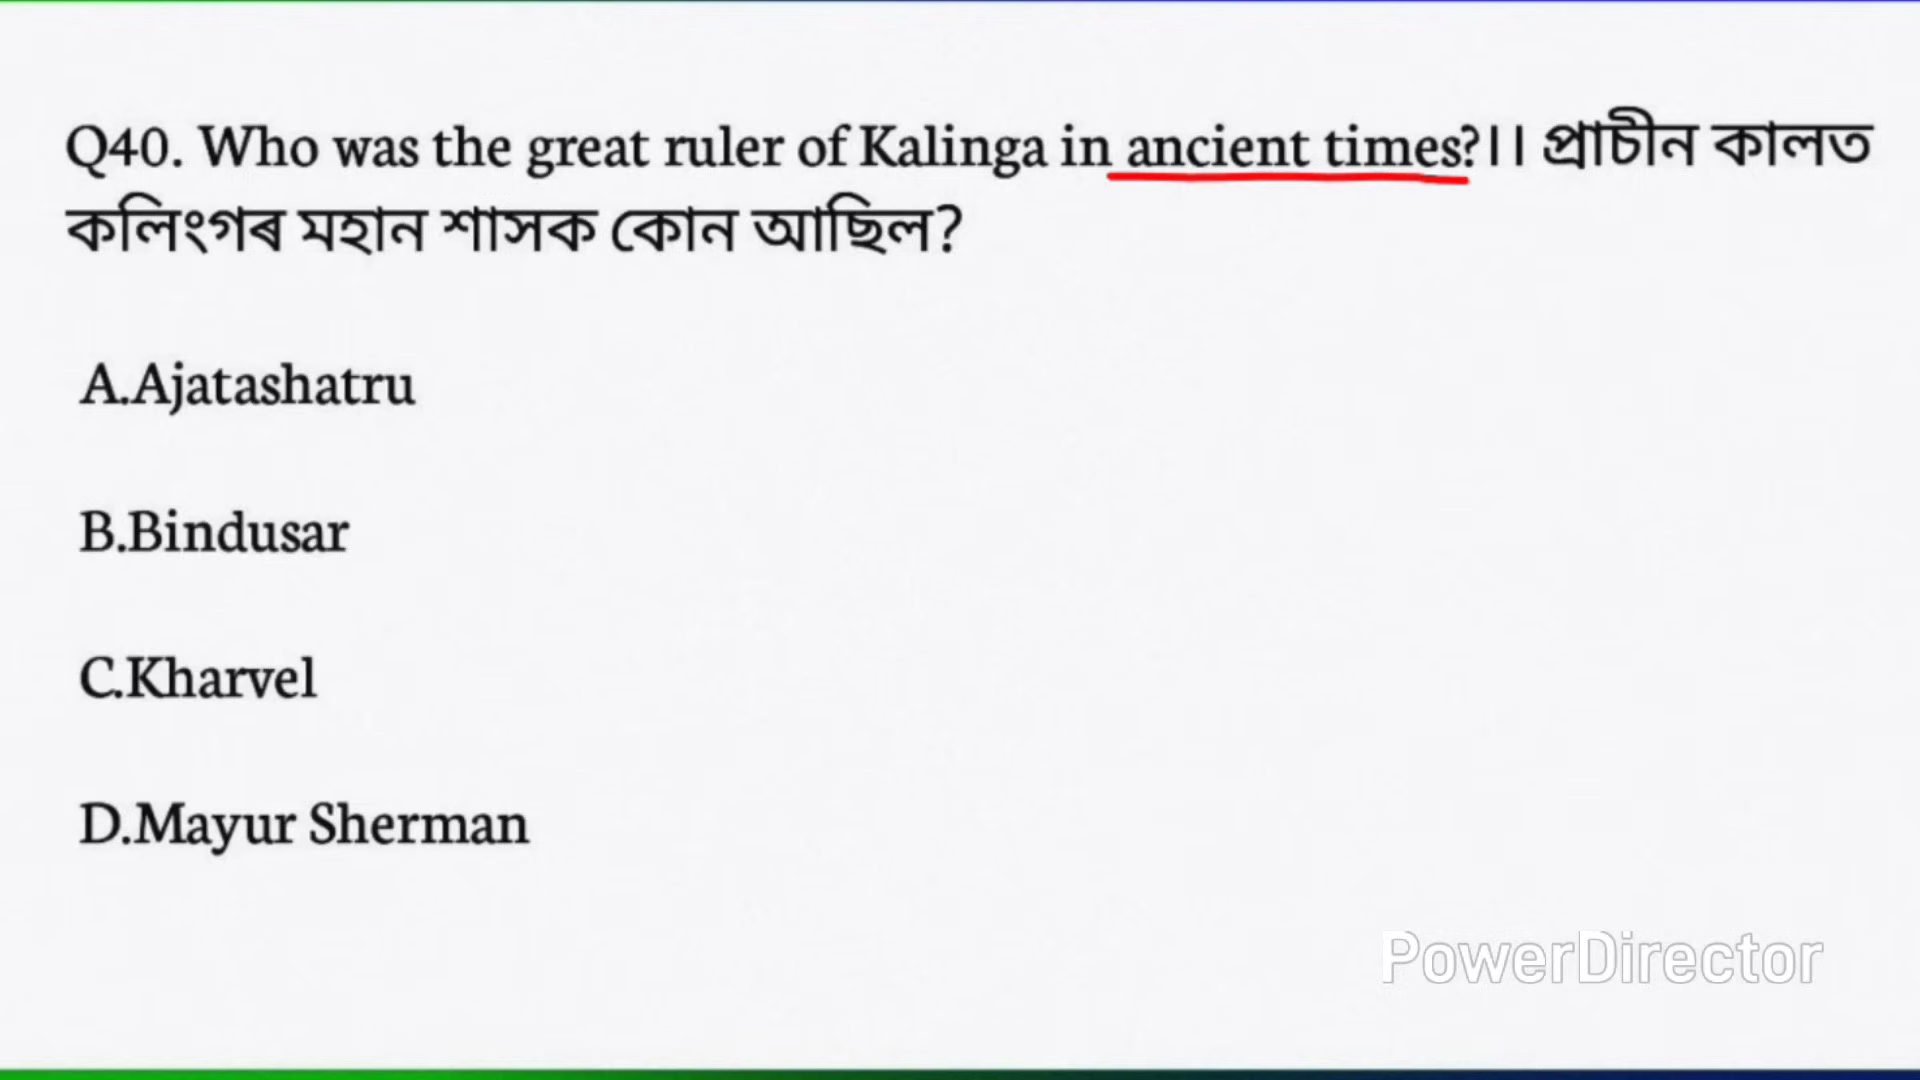 Q40. Who was the great ruler of Kalinga in ancient times?।। প্ৰাচীন কালত
কলিংগৰ মহান শাসক কোন আছিল?
A.Ajatashatru
B.Bindusar
C.Kharvel
D.Mayur Sherman
PowerDirector